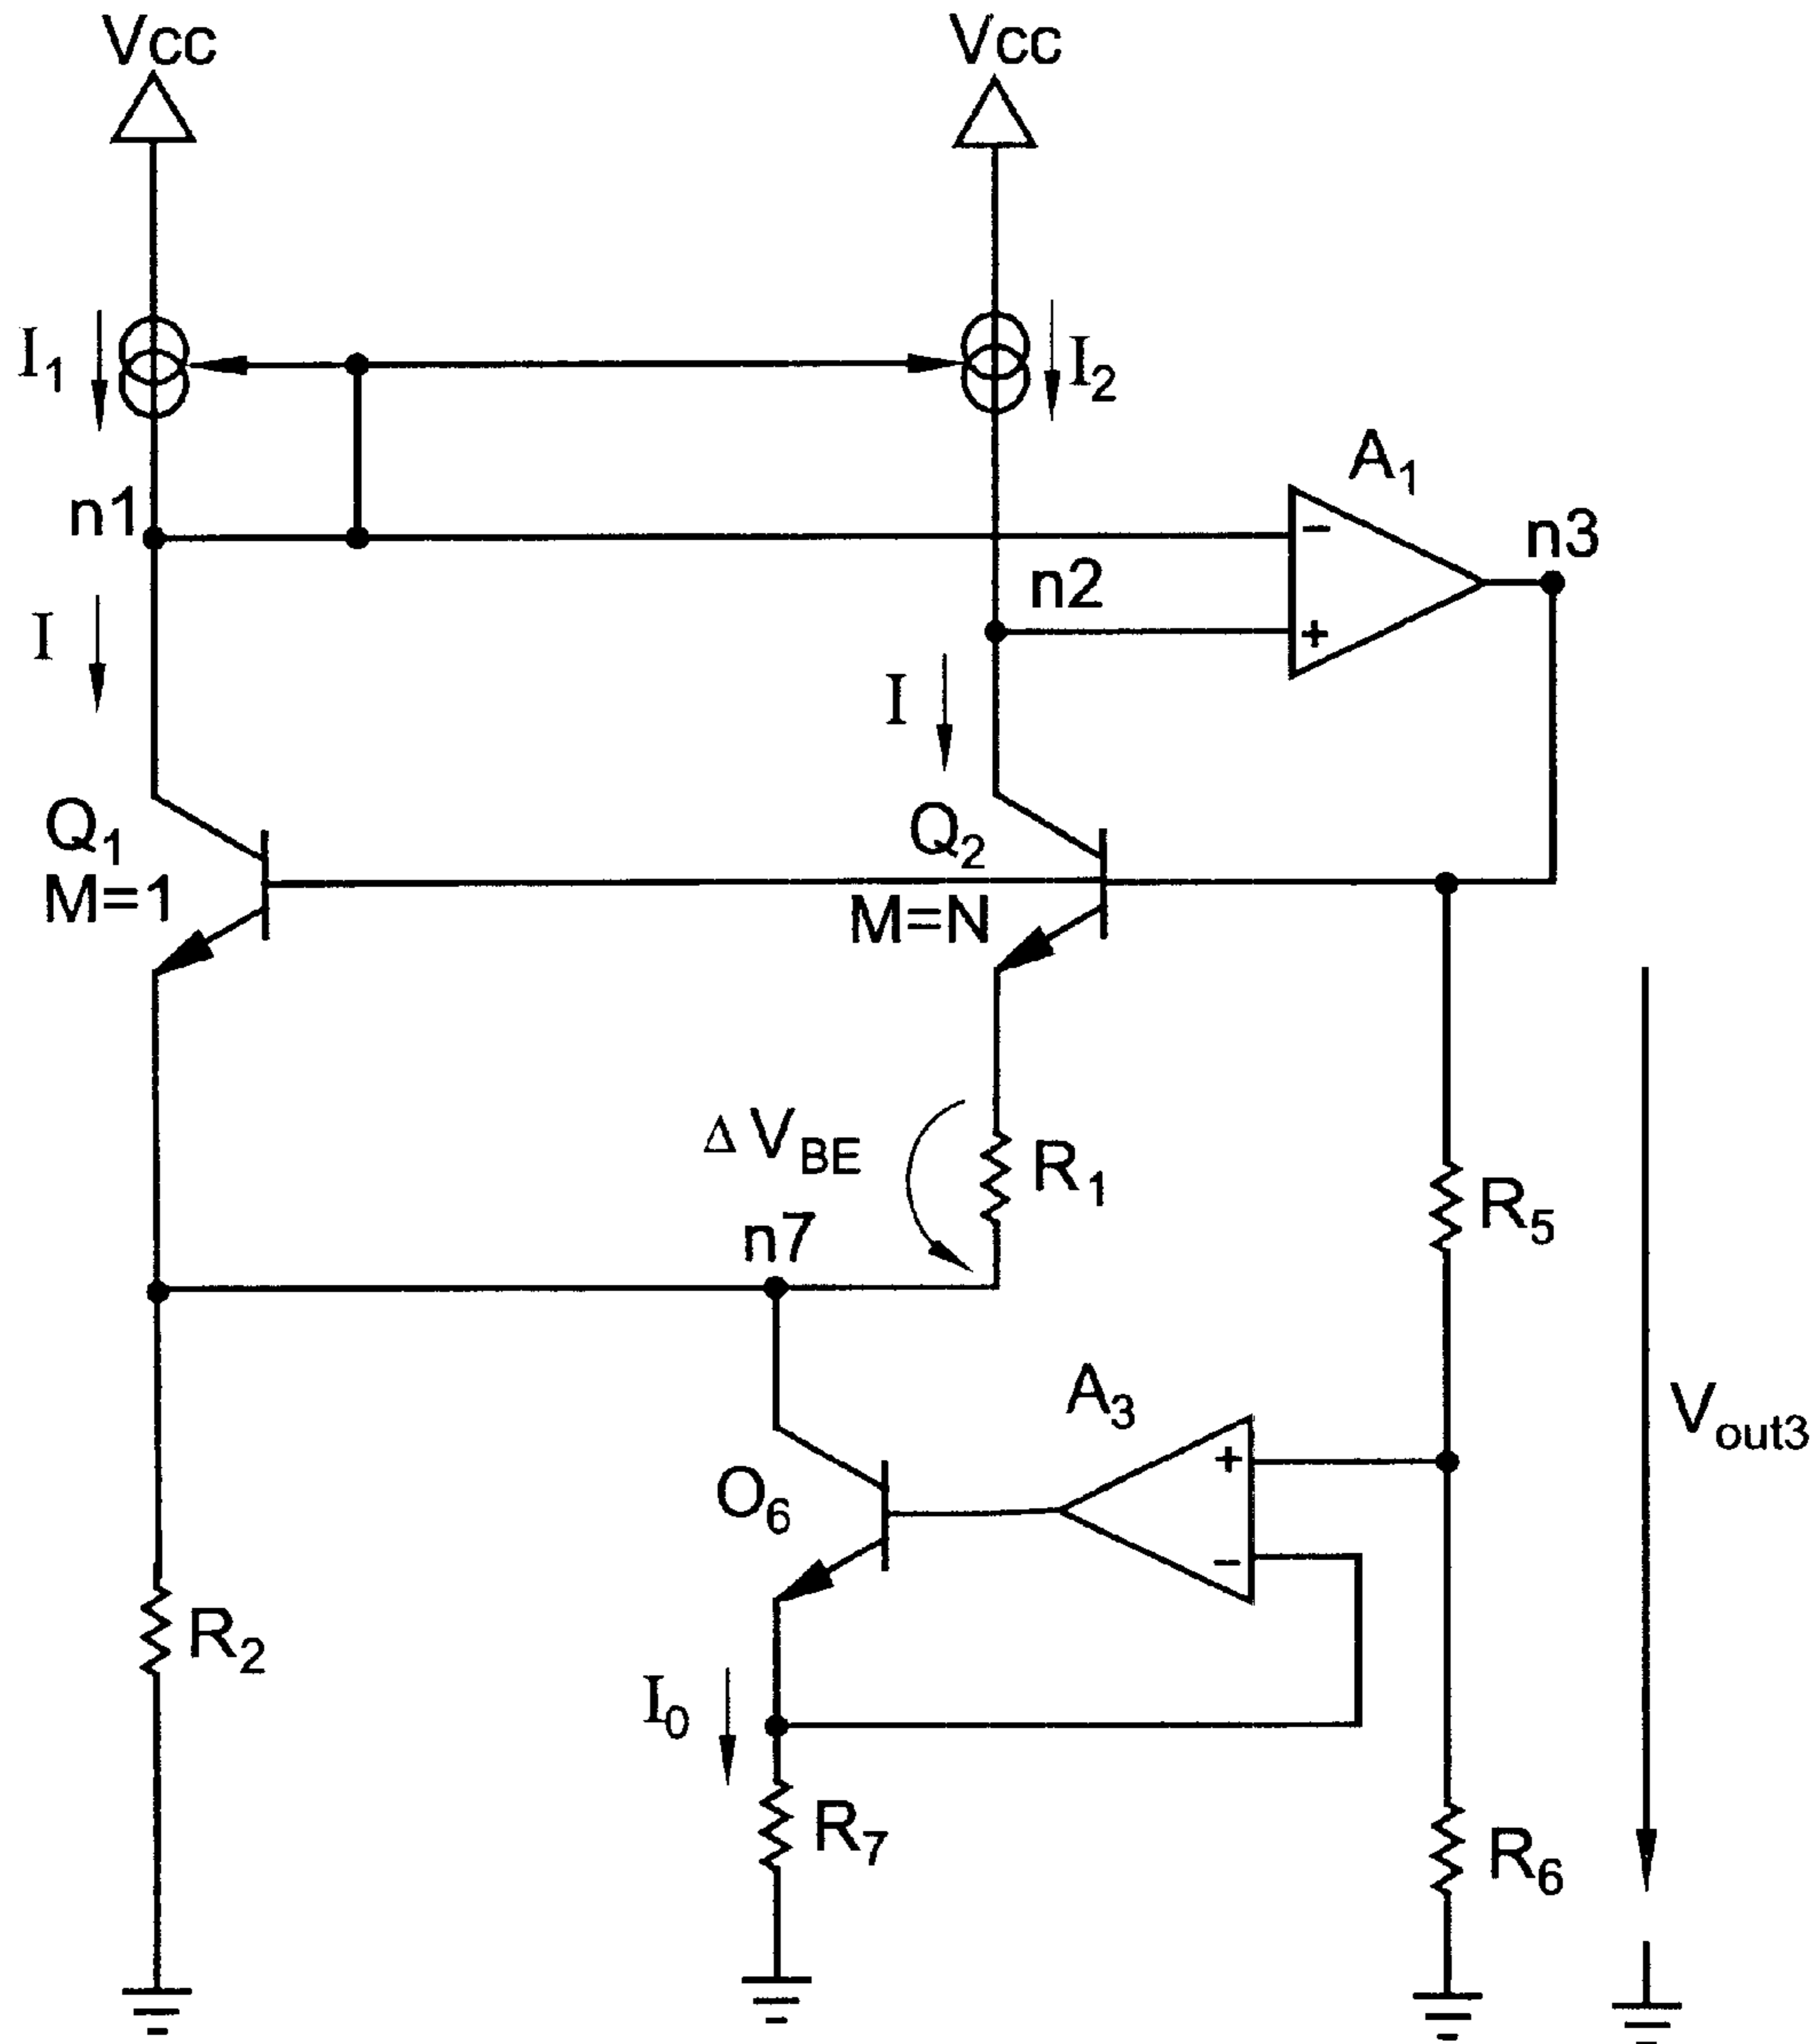 Vcc
Vcc
I1
I2
A1
n1
n3
−
n2
+
I
I
Q1
M=1
Q2
M=N
Δ VBE
R1
R5
n7
A3
Vout3
+
O6
−
R2
I0
R7
R6